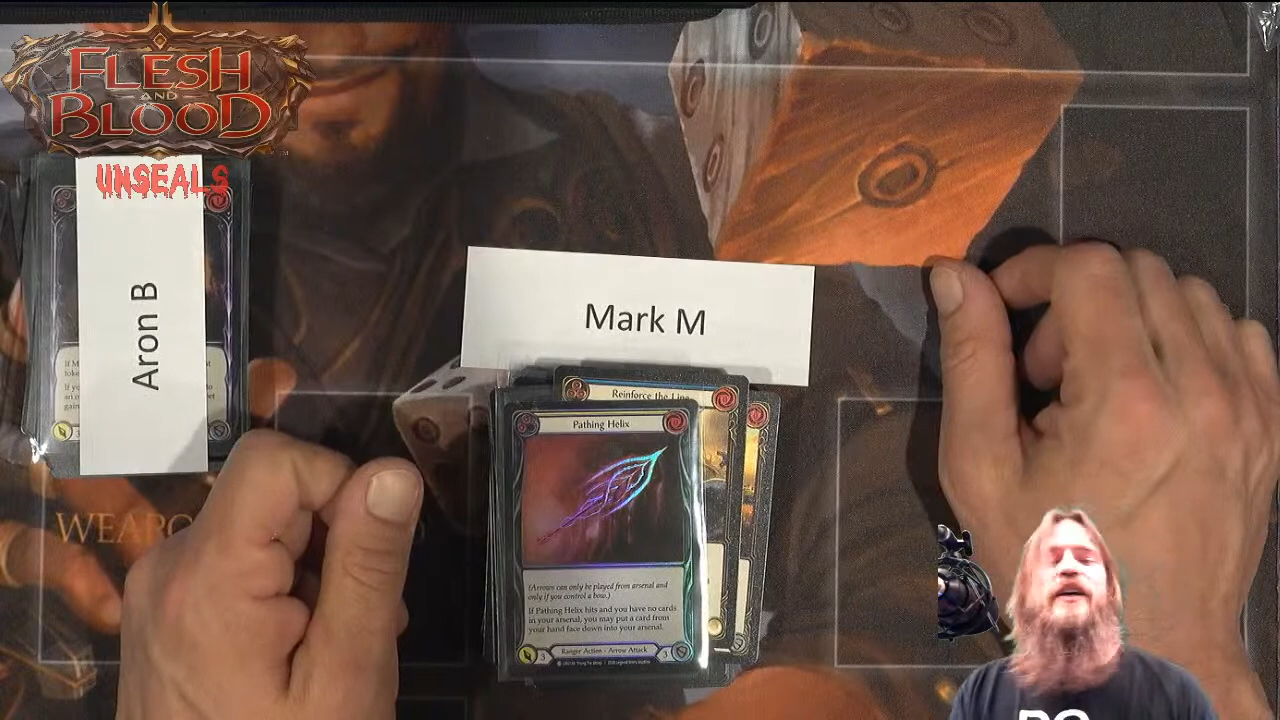 FLESH
AND
BLOOD
UNSEALS
Aron B
Mark M
Reinforce the Line
Pathing Helix
(Arrows can only be played from arsenal and
only if you control a bow.)
If Pathing Helix hits and you have no cards
in your arsenal, you may put a card from
your hand face down into your arsenal.
3
Ranger Action - Arrow Attack
3
WEAPO